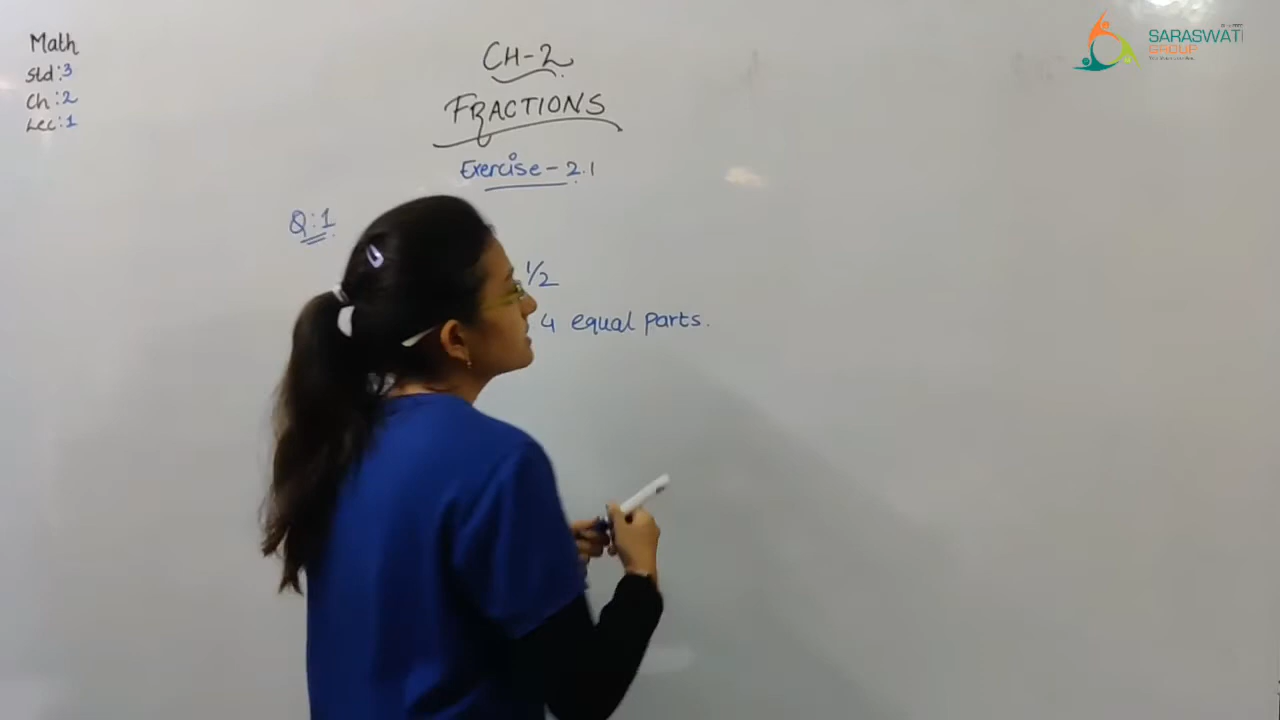 Math
Std:3
Ch:2
Lec:1
CH-2
FRACTIONS
Exercise-2.1
Q:1
1/2
4 equal parts.
SARASWATI
GROUP